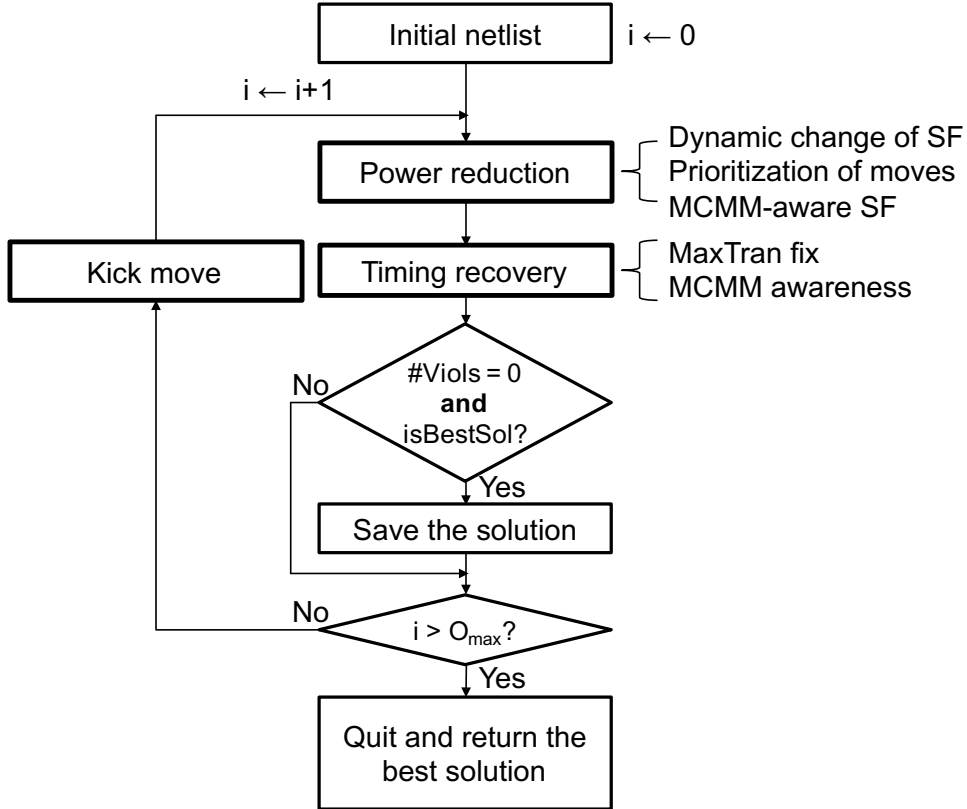 Initial netlist
i ← 0
i ← i+1
Power reduction
Dynamic change of SF
Prioritization of moves
MCMM-aware SF
Kick move
Timing recovery
MaxTran fix
MCMM awareness
#Viols = 0
and
isBestSol?
No
Yes
Save the solution
No
i > Omax?
Yes
Quit and return the
best solution